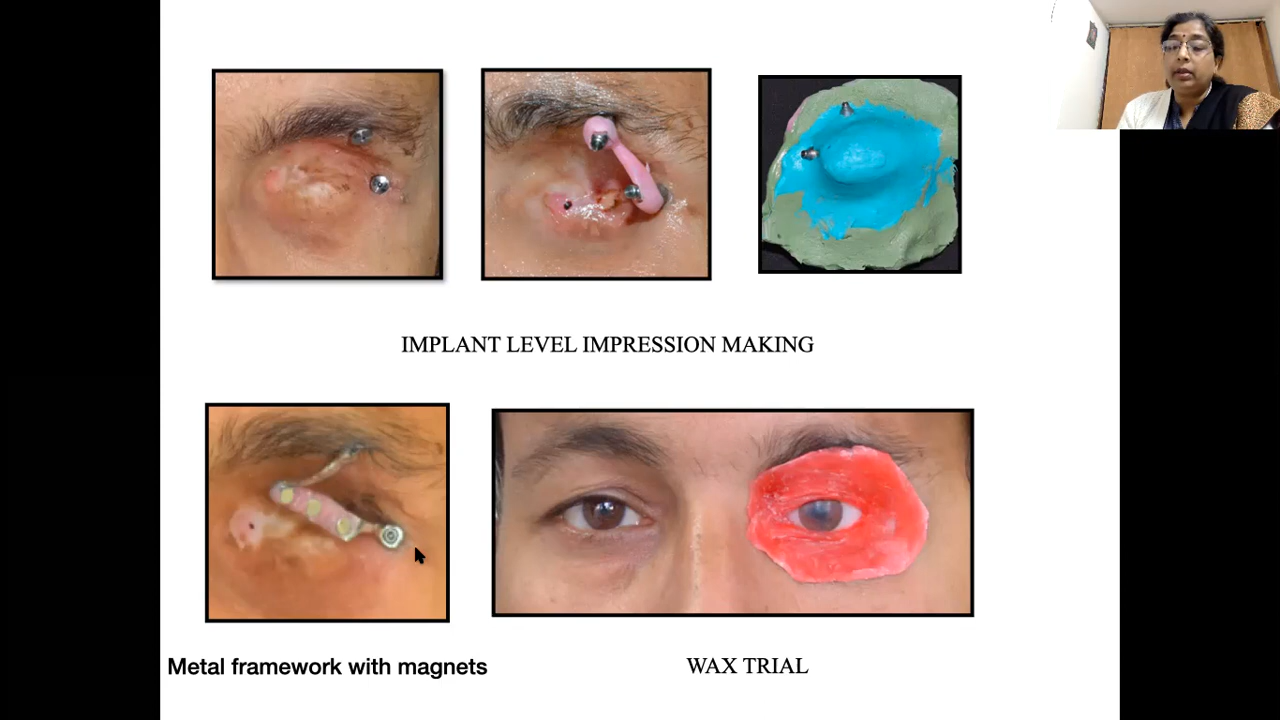 IMPLANT LEVEL IMPRESSION MAKING
Metal framework with magnets
WAX TRIAL